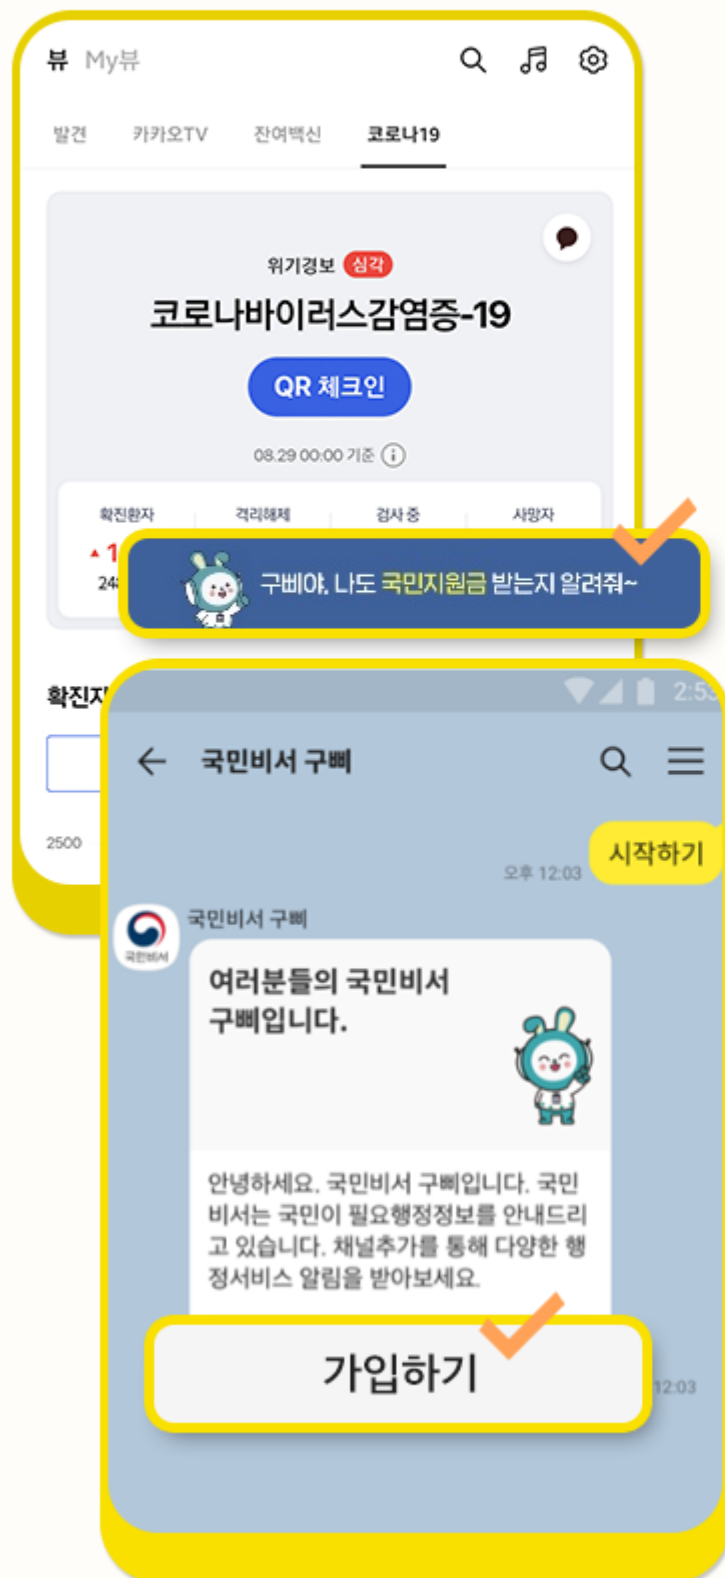 뷰 My뷰
발견 카카오TV 잔여백신 코로나19
위기경보 심각
코로나바이러스감염증-19
QR 체크인
08.29 00:00 기준
확진환자 격리해제 검사 중 사망자
구삐야, 나도 국민지원금 받는지 알려줘~
2500
2:53
국민비서 구삐
시작하기
오후 12:03
국민비서 구삐
국민비서
여러분들의 국민비서
구삐입니다.
안녕하세요. 국민비서 구삐입니다. 국민
비서는 국민이 필요행정정보를 안내드리
고 있습니다. 채널추가를 통해 다양한 행
정서비스 알림을 받아보세요.
가입하기
12:03